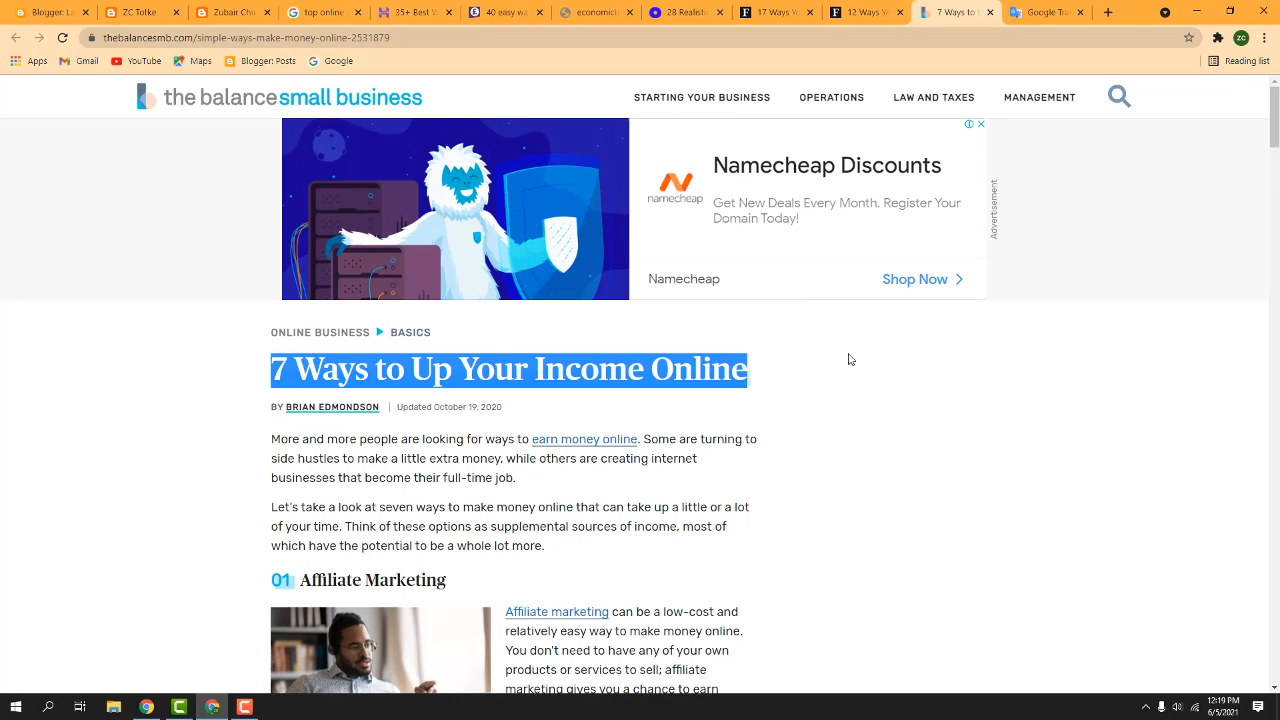 Blogger: La
ZC Totke
Zubair Chis
top online
35+ Best W
40 easy wa
economicti
28 Realisti
17 Ways Y
12 Ways Y
7 Ways to
Google Tra
thebalancesmb.com/simple-ways-make-money-online-2531879
ZC
Apps
Gmail
YouTube
Maps
Blogger: Posts
Google
Reading list
the balance small business
STARTING YOUR BUSINESS
OPERATIONS
LAW AND TAXES
MANAGEMENT
Namecheap Discounts
namecheap
Get New Deals Every Month. Register Your
Domain Today!
Namecheap
Shop Now
Advertisement
ONLINE BUSINESS
BASICS
7 Ways to Up Your Income Online
BY BRIAN EDMONDSON | Updated October 19, 2020
More and more people are looking for ways to earn money online. Some are turning to
side hustles to make a little extra money, while others are creating internet
businesses that become their full-time job.
Let's take a look at seven ways to make money online that can take up a little or a lot
of your time. Think of these options as supplemental sources of income, most of
which have the potential to be a whole lot more.
01 Affiliate Marketing
Affiliate marketing can be a low-cost and
relatively easy way to make money online.
You don't need to have any of your own
products or services to sell; affiliate
marketing gives you a chance to earn
12:19 PM
6/5/2021